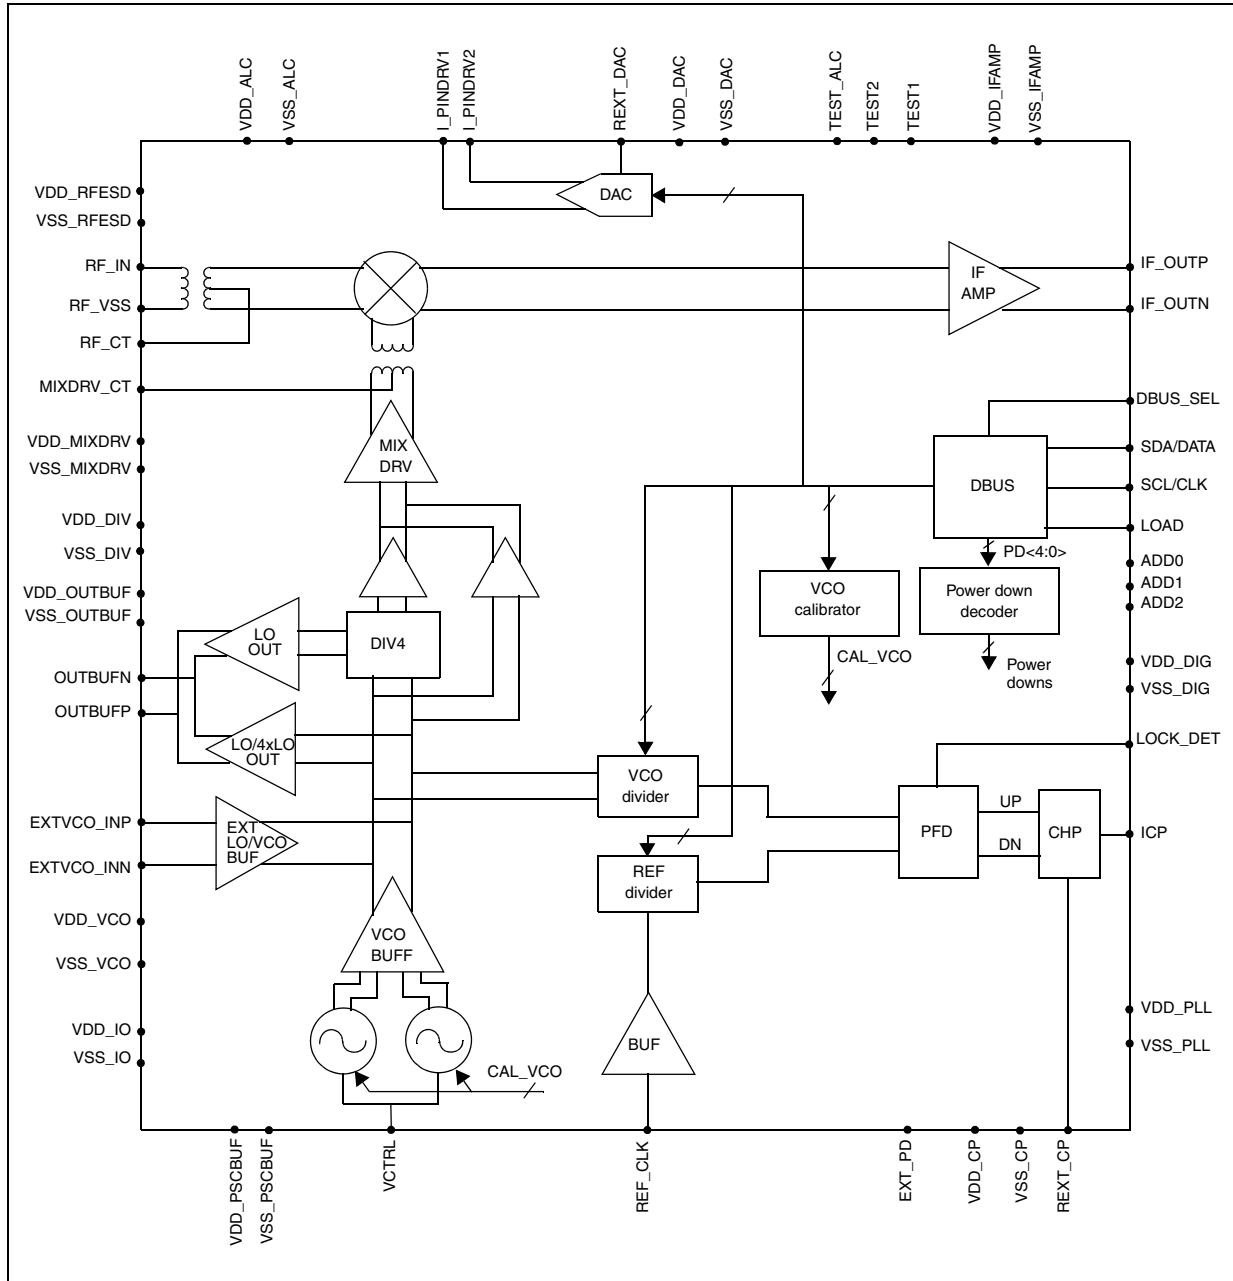 VDD_ALC
VSS_ALC
I_PINDRV1
I_PINDRV2
REXT_DAC
VDD_DAC
VSS_DAC
TEST_ALC
TEST2
TEST1
VDD_IFAMP
VSS_IFAMP
VDD_RFESD
VSS_RFESD
RF_IN
RF_VSS
RF_CT
MIXDRV_CT
VDD_MIXDRV
VSS_MIXDRV
VDD_DIV
VSS_DIV
VDD_OUTBUF
VSS_OUTBUF
OUTBUFN
OUTBUFP
EXTVCO_INP
EXTVCO_INN
VDD_VCO
VSS_VCO
VDD_IO
VSS_IO
DAC
IF
AMP
MIX
DRV
LO
OUT
DIV4
LO/4xLO
OUT
EXT
LO/VCO
BUF
VCO
BUFF
CAL_VCO
DBUS
PD<4:0>
VCO
calibrator
CAL_VCO
Power down
decoder
Power
downs
VCO
divider
REF
divider
BUF
PFD
UP
DN
CHP
IF_OUTP
IF_OUTN
DBUS_SEL
SDA/DATA
SCL/CLK
LOAD
ADD0
ADD1
ADD2
VDD_DIG
VSS_DIG
LOCK_DET
ICP
VDD_PLL
VSS_PLL
VDD_PSCBUF
VSS_PSCBUF
VCTRL
REF_CLK
EXT_PD
VDD_CP
VSS_CP
REXT_CP